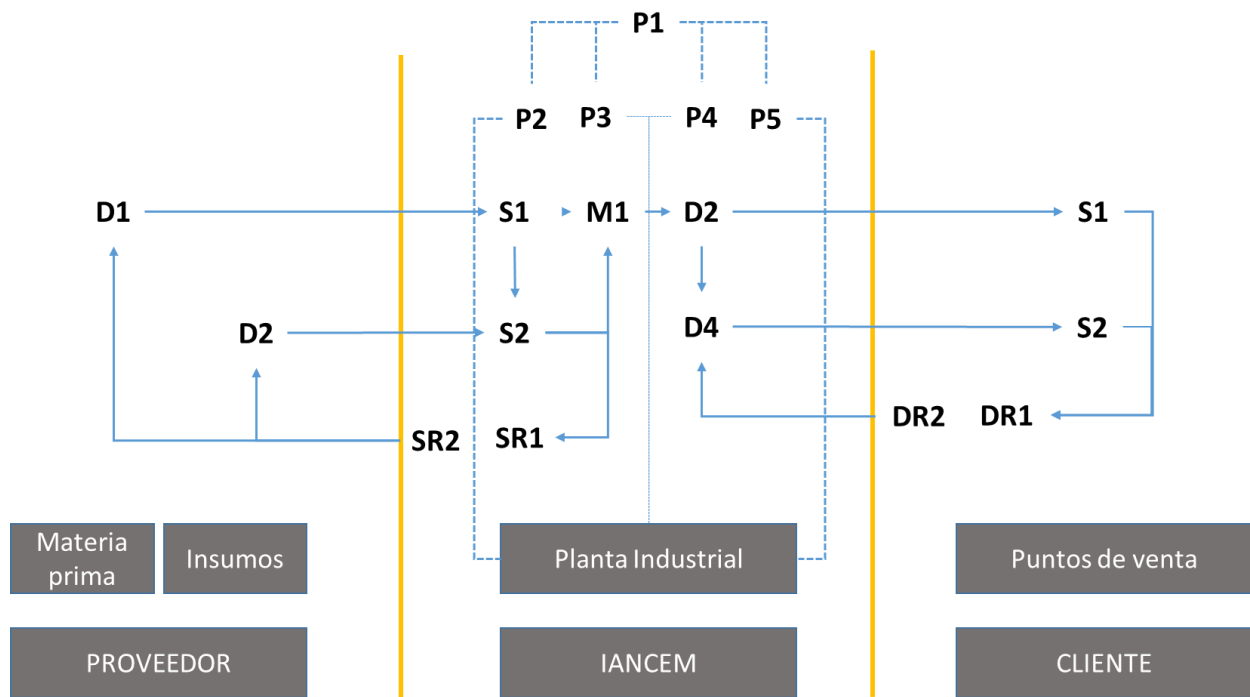 P1
P2 P3 P4 P5
D1 S1 M1 D2 S1
D2 S2 D4 S2
SR2 SR1 DR2 DR1
Materia
prima
Insumos
Planta Industrial
Puntos de venta
PROVEEDOR
IANCEM
CLIENTE